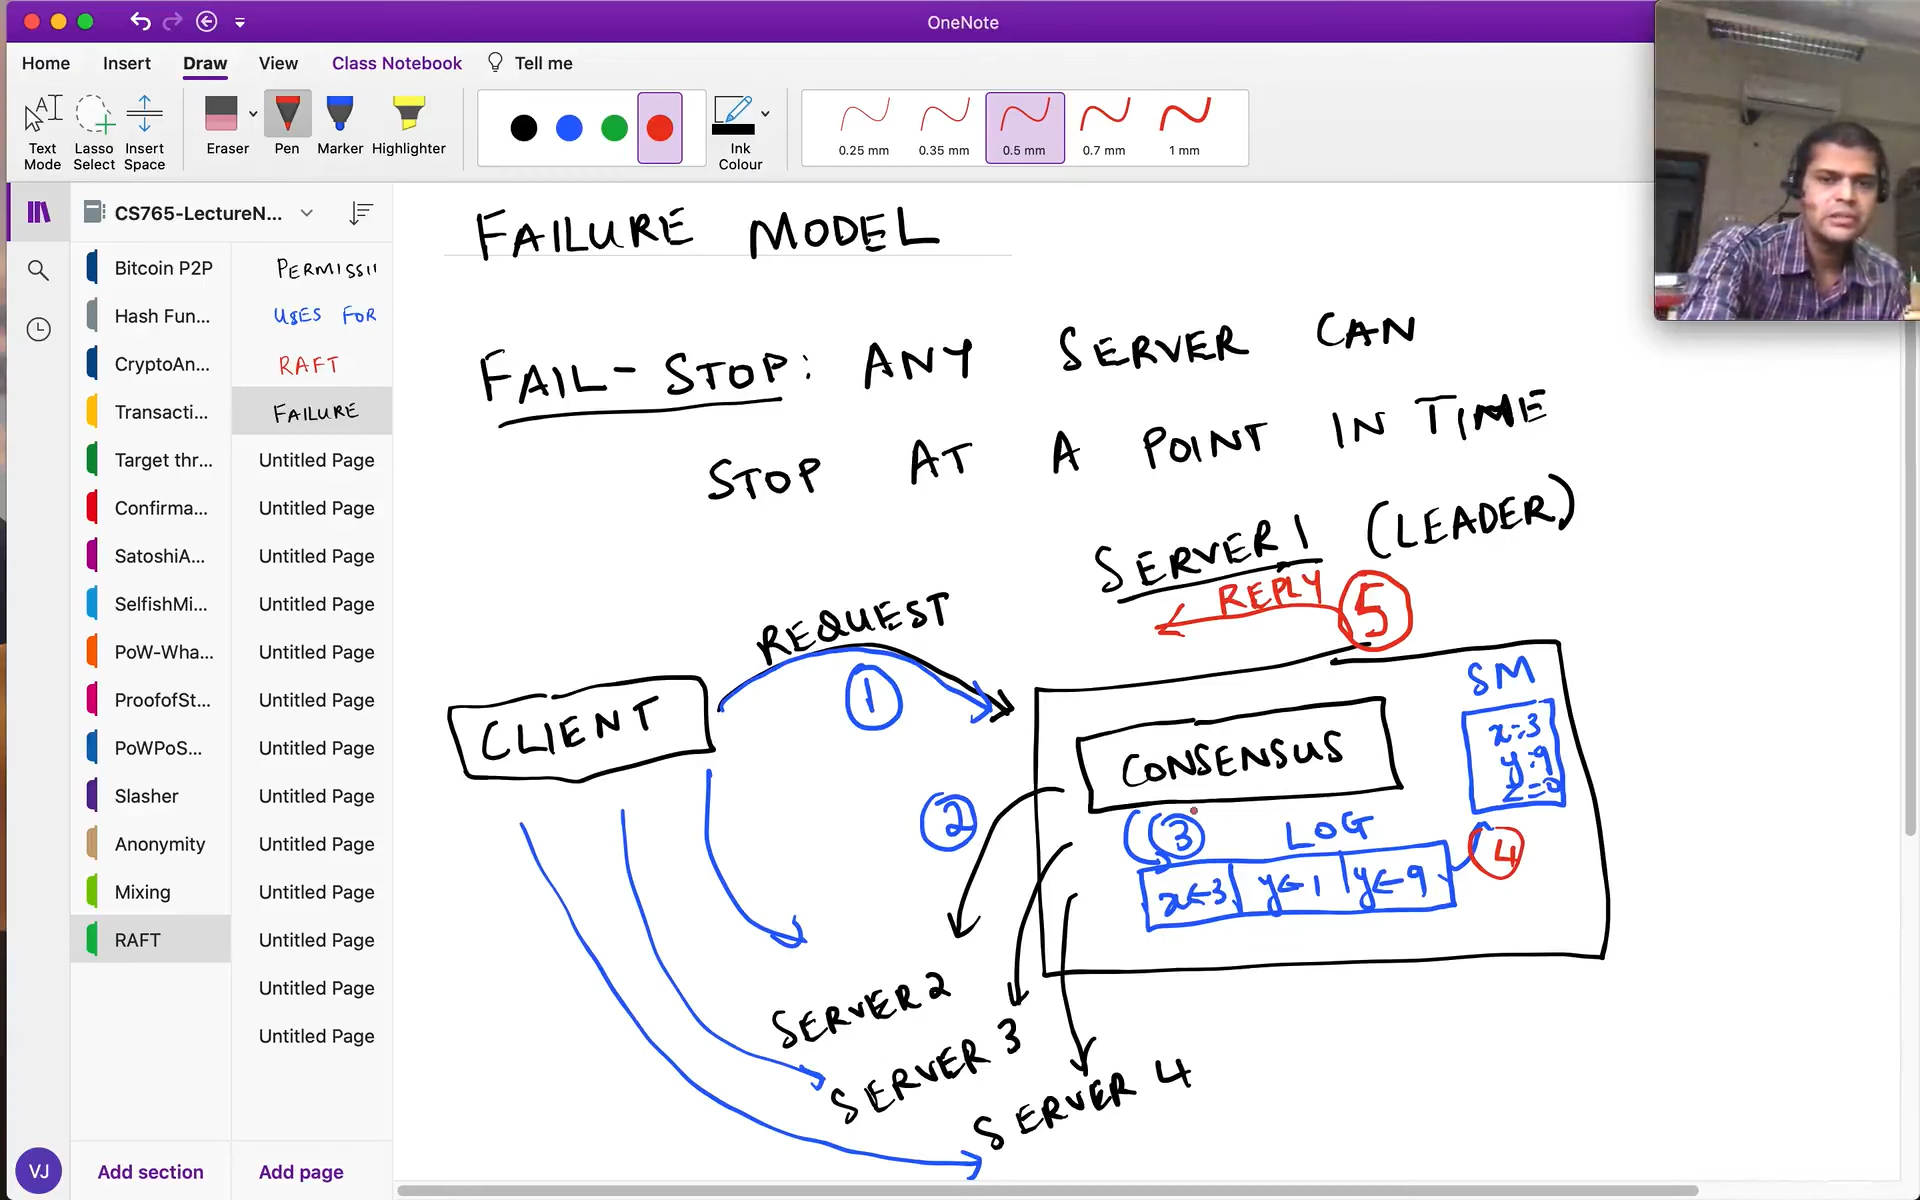 OneNote
Home Insert Draw View Class Notebook Tell me
Text Mode
Lasso Select
Insert Space
Eraser
Pen
Marker
Highlighter
Ink Colour
0.25 mm
0.35 mm
0.5 mm
0.7 mm
1 mm
CS765-LectureN...
Bitcoin P2P
Hash Fun...
CryptoAn...
Transacti...
Target thr...
Confirma...
SatoshiA...
SelfishMi...
PoW-Wha...
ProofofSt...
PoWPoS...
Slasher
Anonymity
Mixing
RAFT
Add section
VJ
PERMISSI
USES FOR
RAFT
FAILURE
Untitled Page
Untitled Page
Untitled Page
Untitled Page
Untitled Page
Untitled Page
Untitled Page
Untitled Page
Untitled Page
Untitled Page
Untitled Page
Untitled Page
Untitled Page
Add page
FAILURE MODEL
FAIL-STOP: ANY SERVER CAN
STOP AT A POINT IN TIME
SERVER 1 (LEADER)
REPLY 5
REQUEST
1
CLIENT
CONSENSUS
SM
x=3
y=9
z=0
2
3
LOG
4
x←3 y←1 y←9
SERVER 2
SERVER 3
SERVER 4